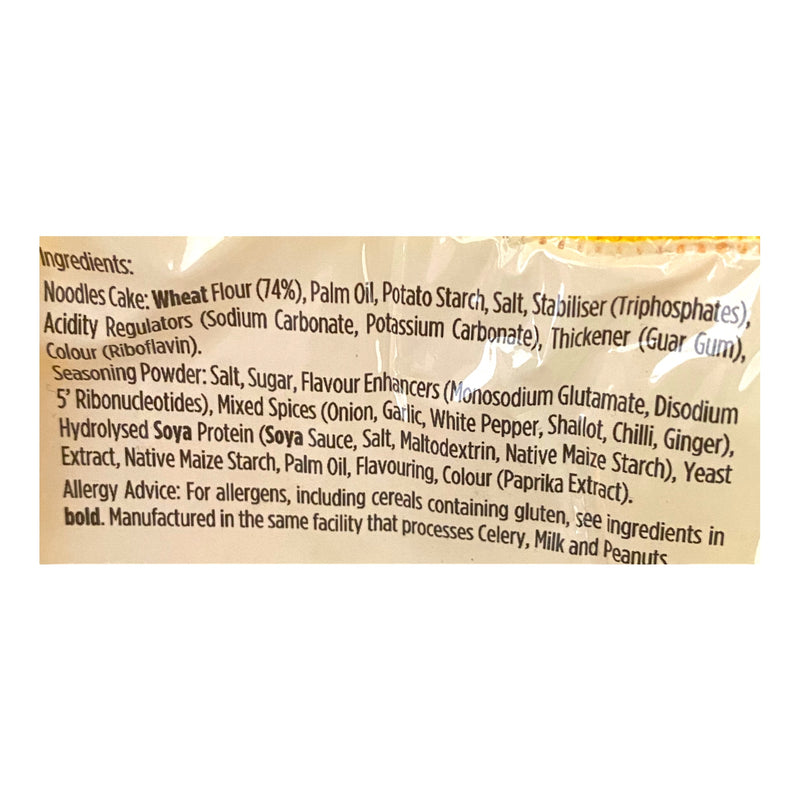 Ingredients:
Noodles Cake: Wheat Flour (74%), Palm Oil, Potato Starch, Salt, Stabiliser (Triphosphates),
Acidity Regulators (Sodium Carbonate, Potassium Carbonate), Thickener (Guar Gum),
Colour (Riboflavin).
Seasoning Powder: Salt, Sugar, Flavour Enhancers (Monosodium Glutamate, Disodium
5' Ribonucleotides), Mixed Spices (Onion, Garlic, White Pepper, Shallot, Chilli, Ginger),
Hydrolysed Soya Protein (Soya Sauce, Salt, Maltodextrin, Native Maize Starch), Yeast
Extract, Native Maize Starch, Palm Oil, Flavouring, Colour (Paprika Extract).
Allergy Advice: For allergens, including cereals containing gluten, see ingredients in
bold. Manufactured in the same facility that processes Celery, Milk and Peanuts